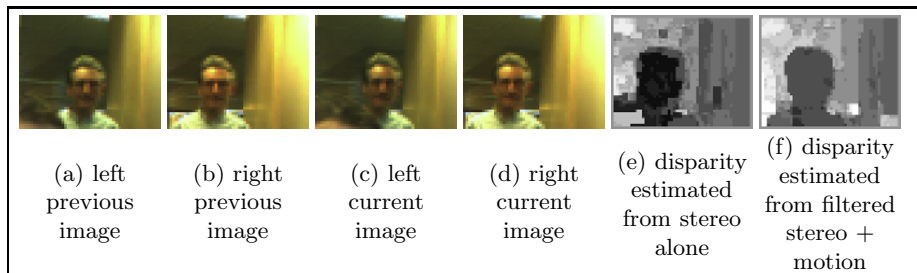 (a) left
previous
image
(b) right
previous
image
(c) left
current
image
(d) right
current
image
(e) disparity
estimated
from stereo
alone
(f) disparity
estimated
from filtered
stereo +
motion